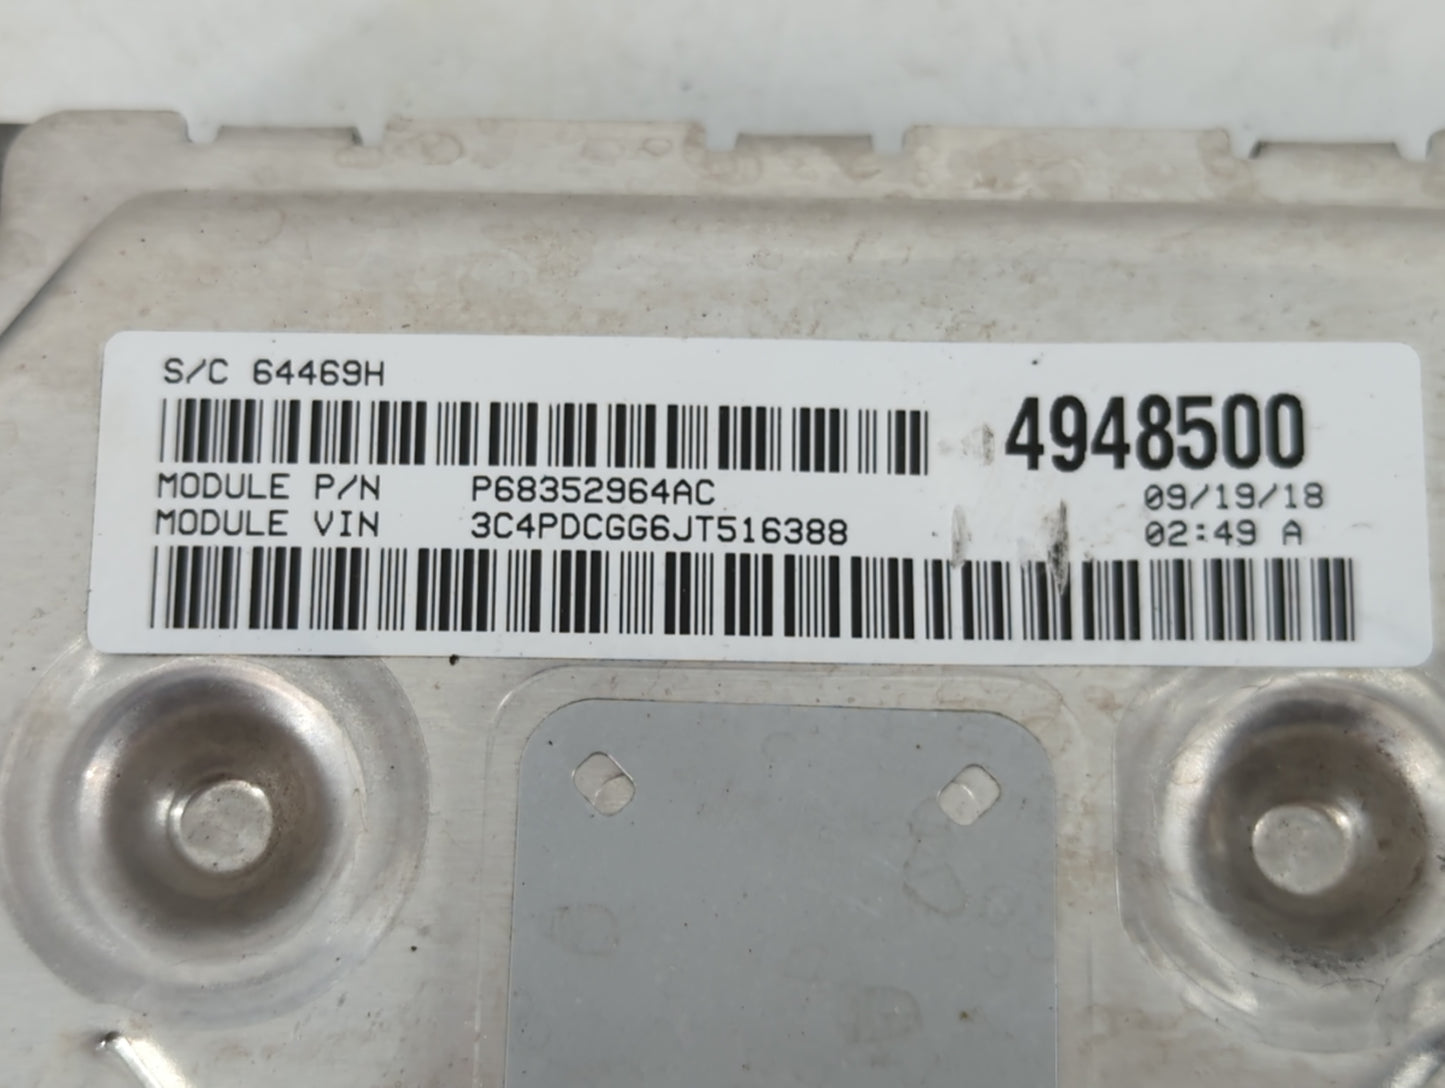 S/C 64469H
4948500
MODULE P/N P68352964AC 09/19/18
MODULE VIN 3C4PDCGG6JT516388 02:49 A